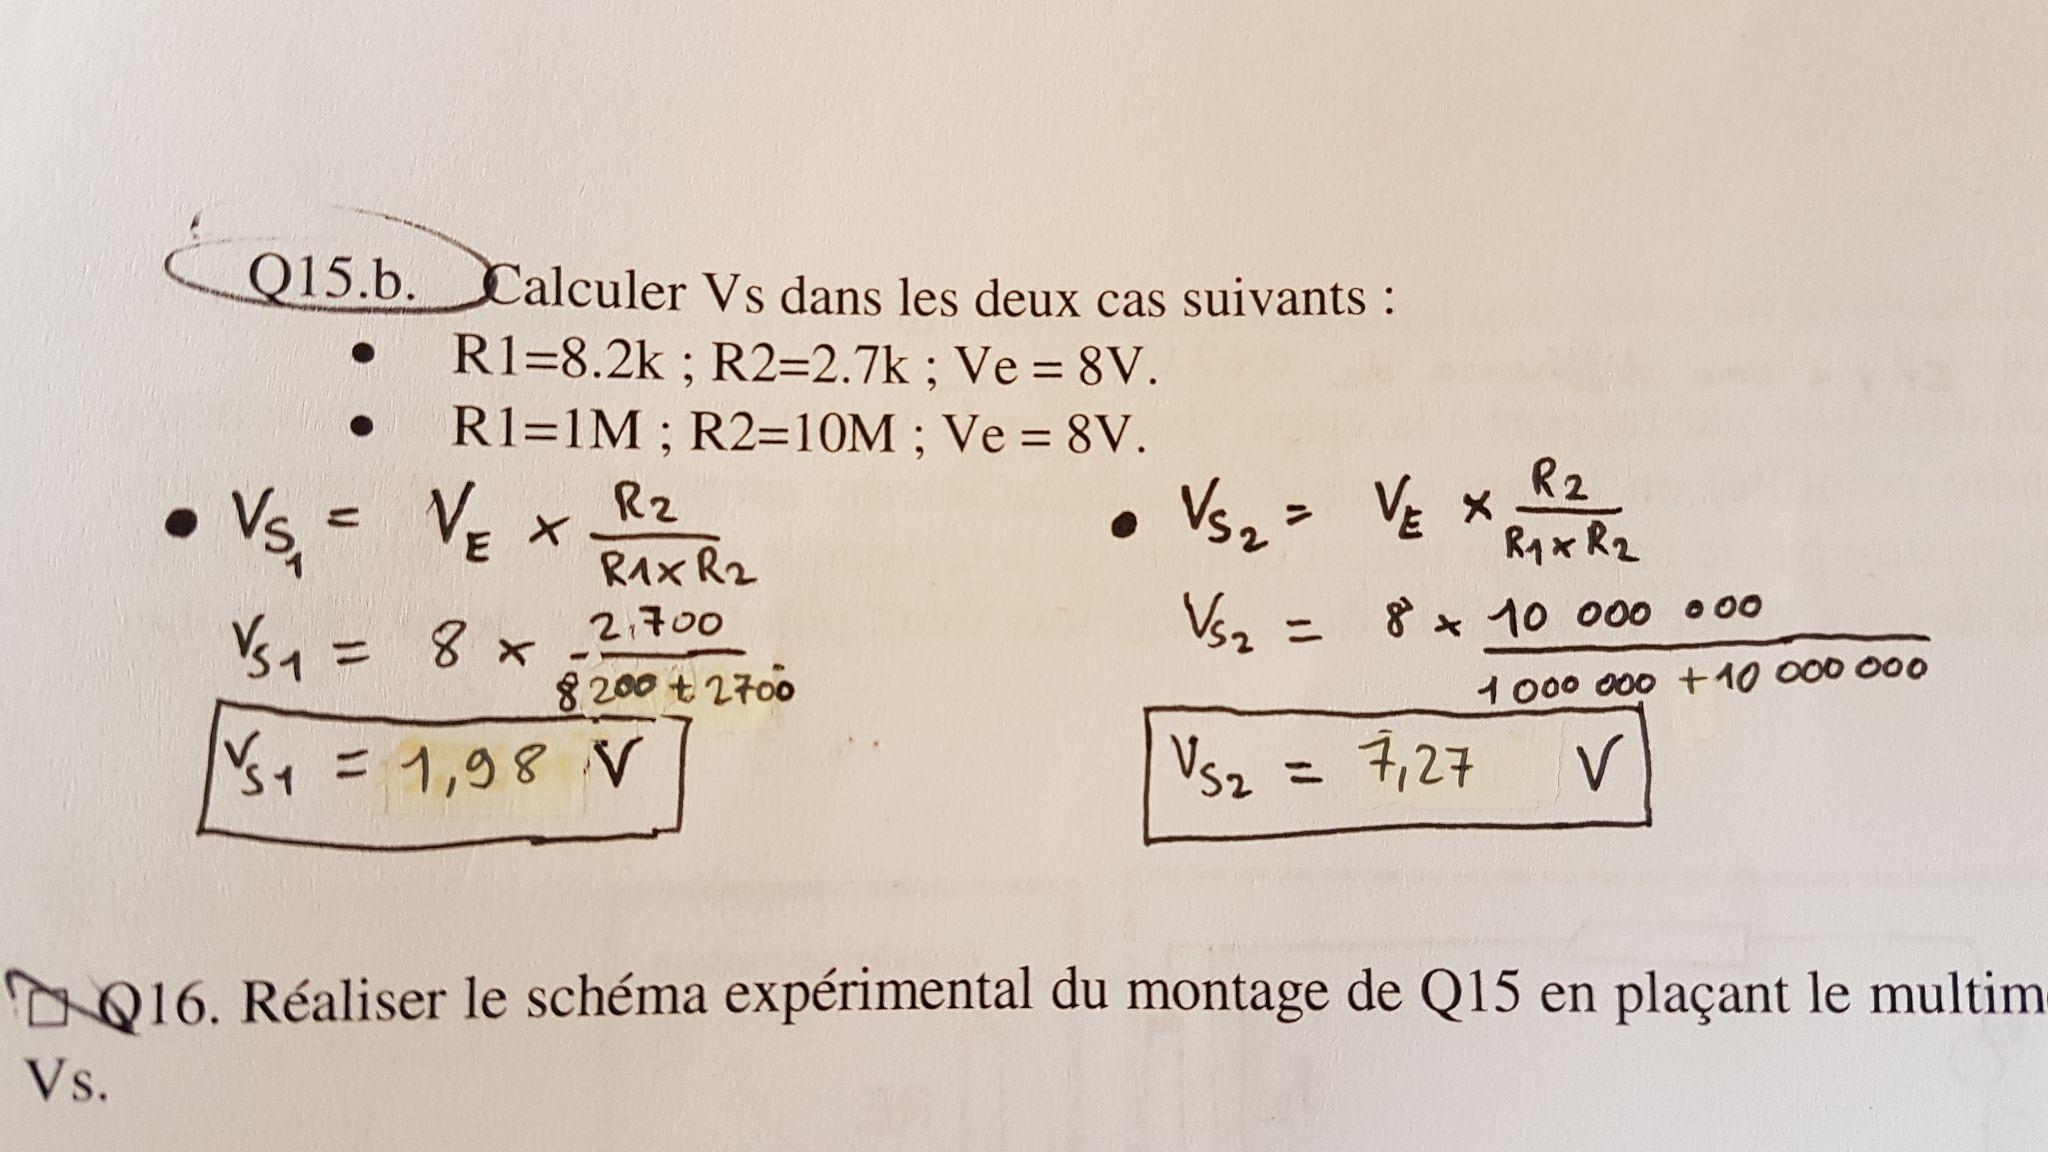 Q15.b. Calculer Vs dans les deux cas suivants :
• R1=8.2k ; R2=2.7k ; Ve = 8V.
• R1=1M ; R2=10M ; Ve = 8V.
• VS1 = VE × R2 / R1×R2
VS1 = 8 × 2.700 / 8200 + 2700
VS1 = 1,98 V
• VS2 = VE × R2 / R1×R2
VS2 = 8 × 10 000 000 / 1 000 000 + 10 000 000
VS2 = 7,27 V
□ Q16. Réaliser le schéma expérimental du montage de Q15 en plaçant le multim
Vs.